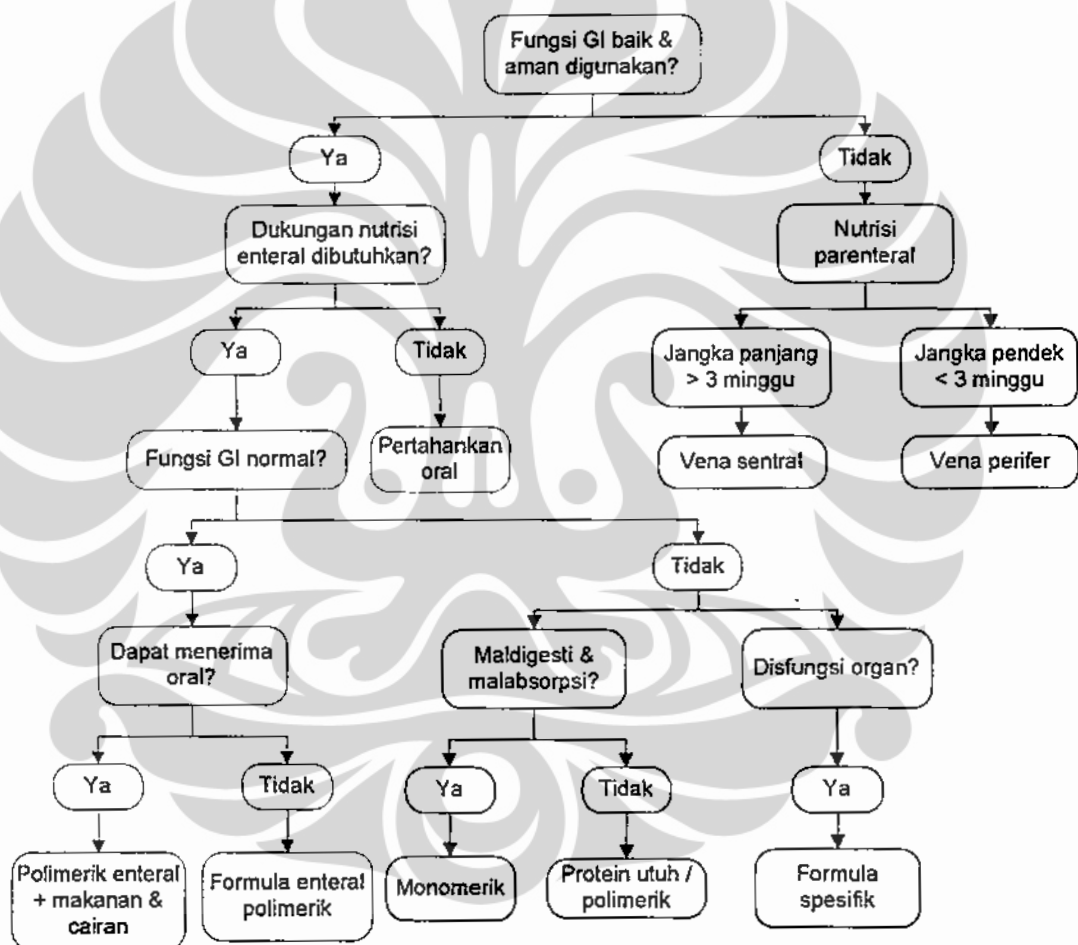 Fungsi GI baik &
aman digunakan?
Ya
Tidak
Dukungan nutrisi
enteral dibutuhkan?
Nutrisi
parenteral
Ya
Tidak
Jangka panjang
> 3 minggu
Jangka pendek
< 3 minggu
Fungsi GI normal?
Pertahankan
oral
Vena sentral
Vena perifer
Ya
Tidak
Dapat menerima
oral?
Maldigesti &
malabsorpsi?
Disfungsi organ?
Ya
Tidak
Ya
Tidak
Ya
Polimerik enteral
+ makanan &
cairan
Formula enteral
polimerik
Monomerik
Protein utuh /
polimerik
Formula
spesifik